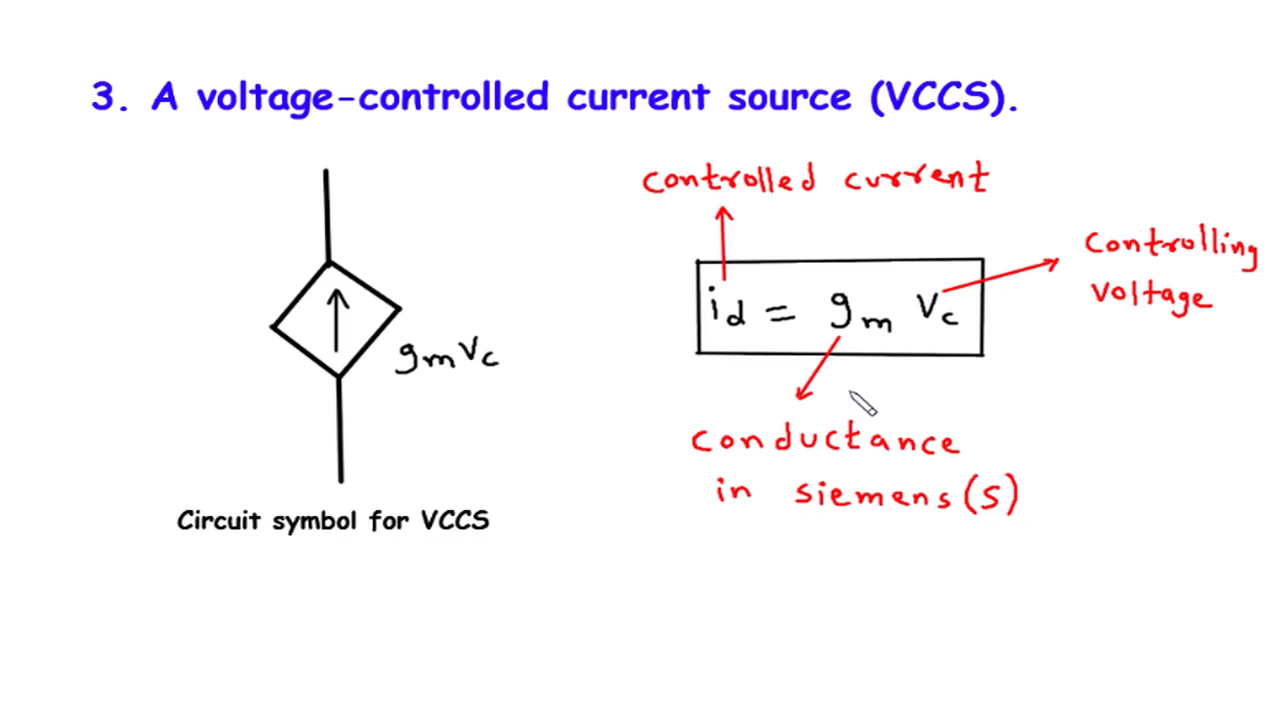 3. A voltage-controlled current source (VCCS).
controlled current
controlling
voltage
id = gm vc
gmvc
conductance
in siemens(s)
Circuit symbol for VCCS